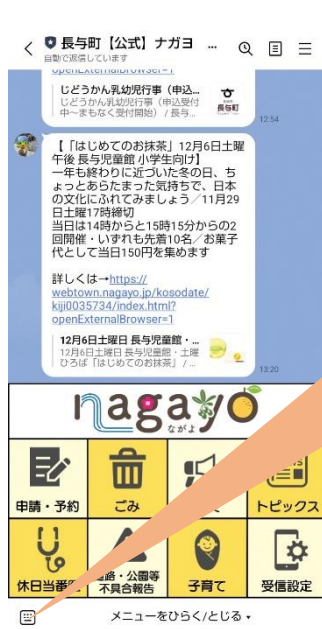 長与町【公式】ナガヨ ...
自動で返信しています
openExternalBrowser=1
じどうかん乳幼児行事（申込...
じどうかん乳幼児行事（申込受付
中~まもなく受付開始） / 長与...
長与町
12:54
【「はじめてのお抹茶」12月6日土曜
午後 長与児童館 小学生向け】
一年も終わりに近づいた冬の日、ち
ょっとあらたまった気持ちで、日本
の文化にふれてみましょう／11月29
日土曜17時締切
当日は14時からと15時15分からの2
回開催・いずれも先着10名／お菓子
代として当日150円を集めます
詳しくは→https://
webtown.nagayo.jp/kosodate/
kiji0035734/index.html?
openExternalBrowser=1
12月6日土曜日 長与児童館・...
12月6日土曜日 長与児童館・土曜
ひろば「はじめてのお抹茶」 / ...
13:20
nagayo
ながよ
申請・予約
ごみ
トピックス
休日当番
・公園等
不具合報告
子育て
受信設定
メニューをひらく/とじる